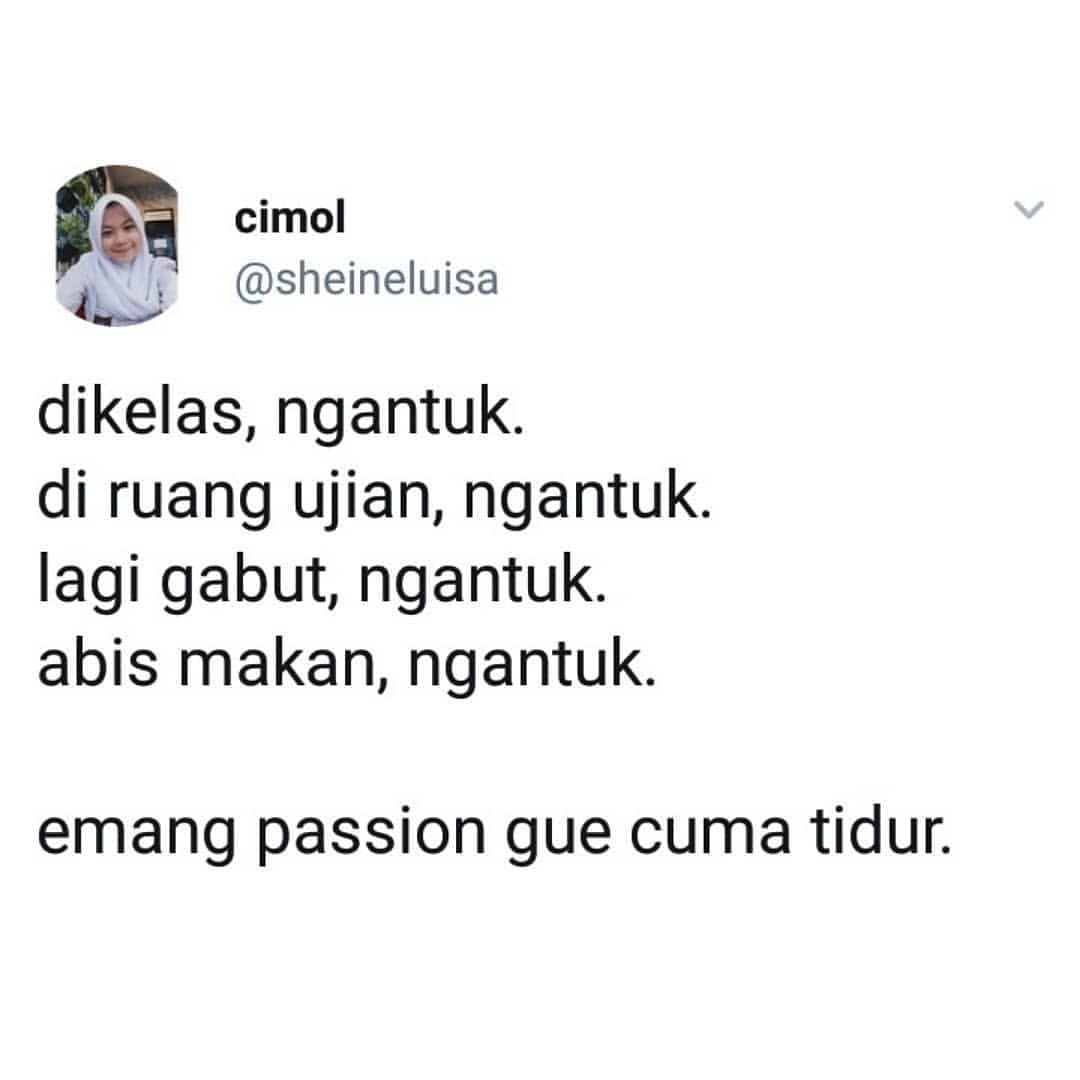 cimol
@sheineluisa
dikelas, ngantuk.
di ruang ujian, ngantuk.
lagi gabut, ngantuk.
abis makan, ngantuk.
emang passion gue cuma tidur.